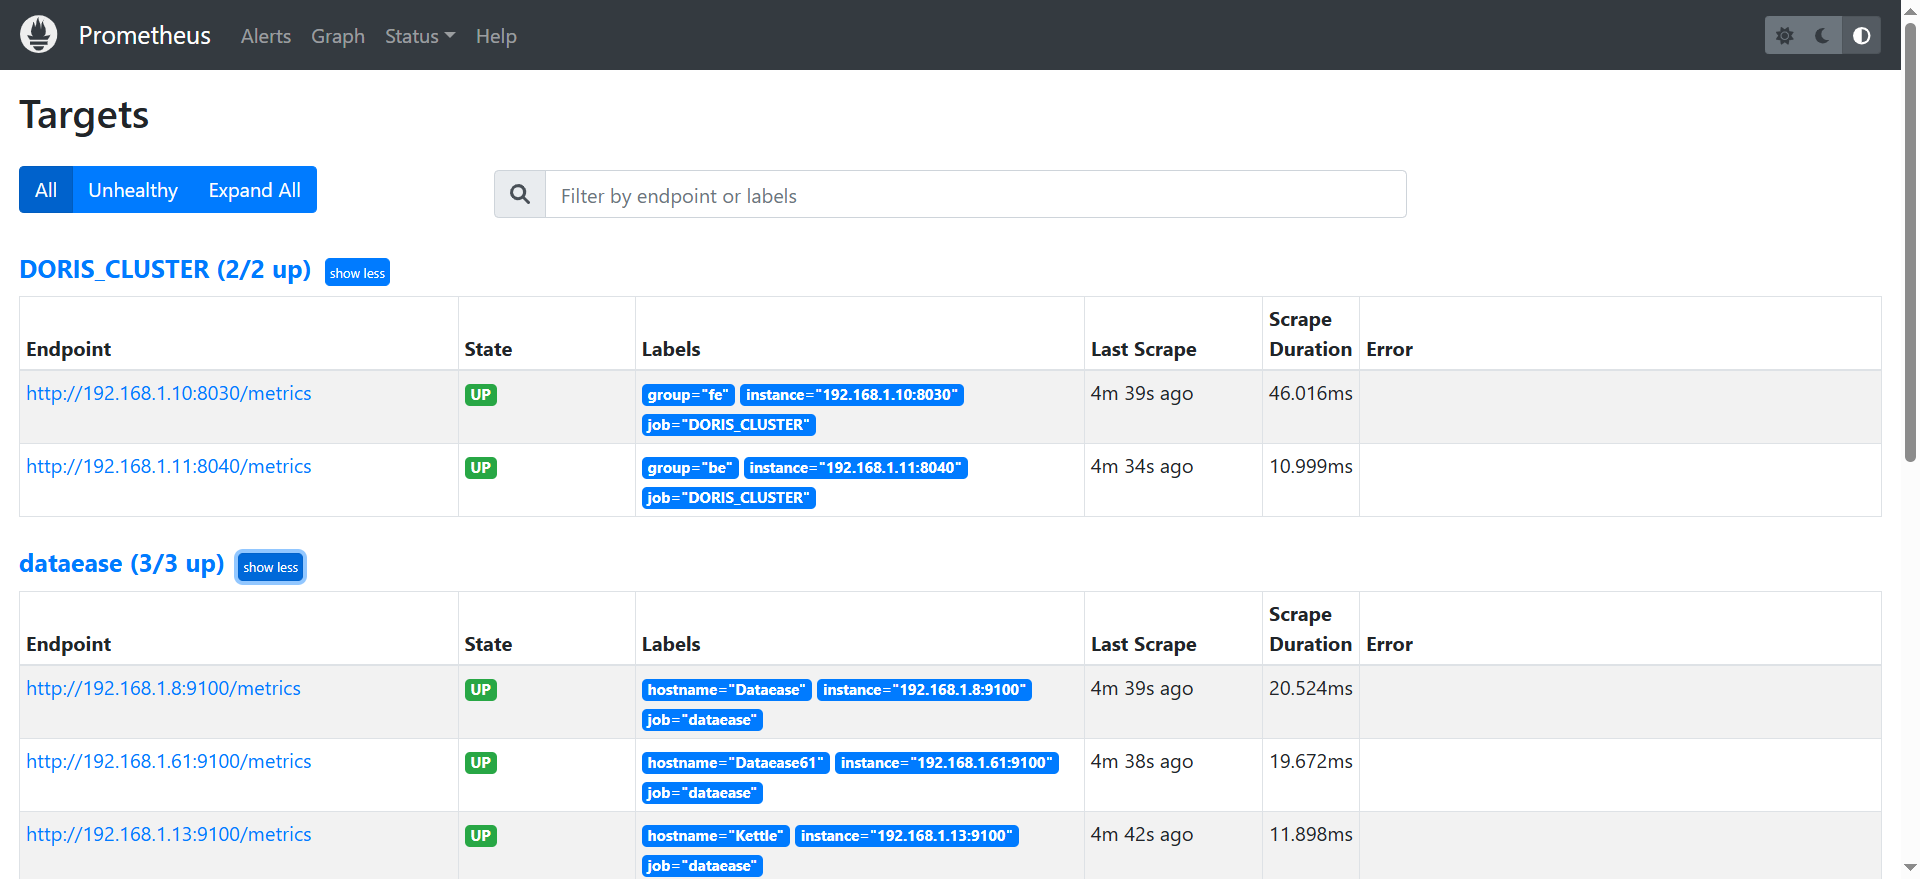 Prometheus Alerts Graph Status Help
Targets
All Unhealthy Expand All
Filter by endpoint or labels
DORIS_CLUSTER (2/2 up) show less
Endpoint State Labels Last Scrape Scrape Duration Error
http://192.168.1.10:8030/metrics UP group="fe" instance="192.168.1.10:8030" 4m 39s ago 46.016ms
job="DORIS_CLUSTER"
http://192.168.1.11:8040/metrics UP group="be" instance="192.168.1.11:8040" 4m 34s ago 10.999ms
job="DORIS_CLUSTER"
dataease (3/3 up) show less
Endpoint State Labels Last Scrape Scrape Duration Error
http://192.168.1.8:9100/metrics UP hostname="Dataease" instance="192.168.1.8:9100" 4m 39s ago 20.524ms
job="dataease"
http://192.168.1.61:9100/metrics UP hostname="Dataease61" instance="192.168.1.61:9100" 4m 38s ago 19.672ms
job="dataease"
http://192.168.1.13:9100/metrics UP hostname="Kettle" instance="192.168.1.13:9100" 4m 42s ago 11.898ms
job="dataease"